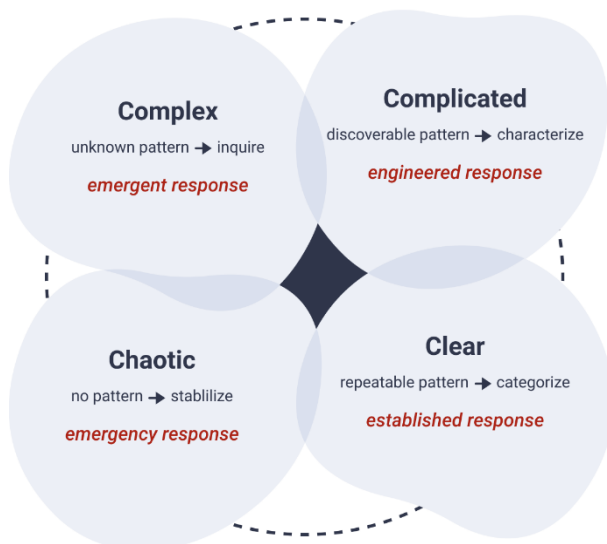 Complex
unknown pattern → inquire
emergent response
Complicated
discoverable pattern → characterize
engineered response
Chaotic
no pattern → stablilize
emergency response
Clear
repeatable pattern → categorize
established response